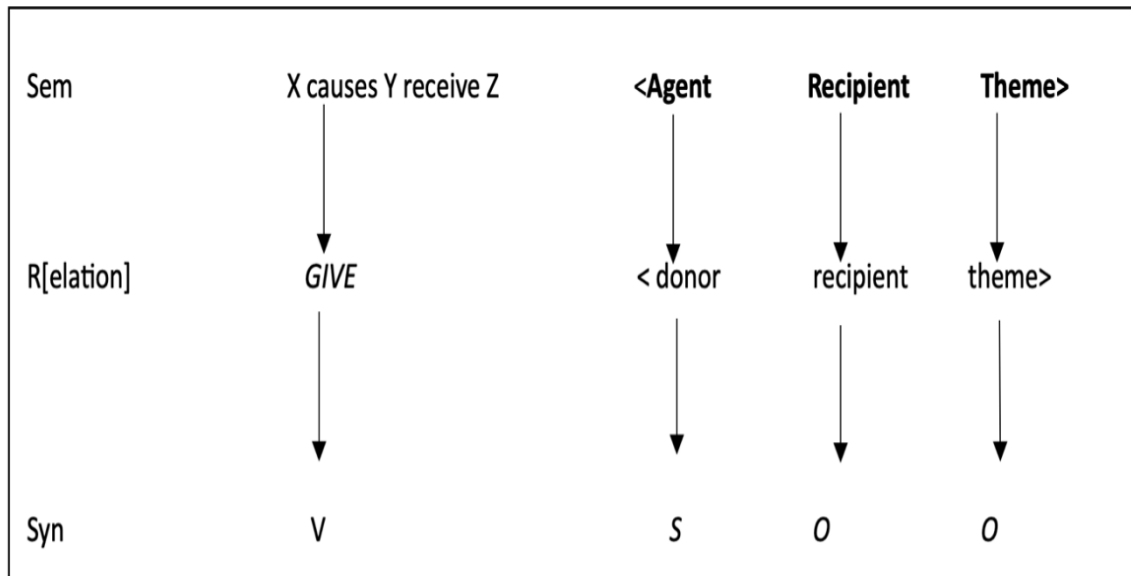 Sem X causes Y receive Z <Agent Recipient Theme>
R[elation] GIVE < donor recipient theme>
Syn V S O O